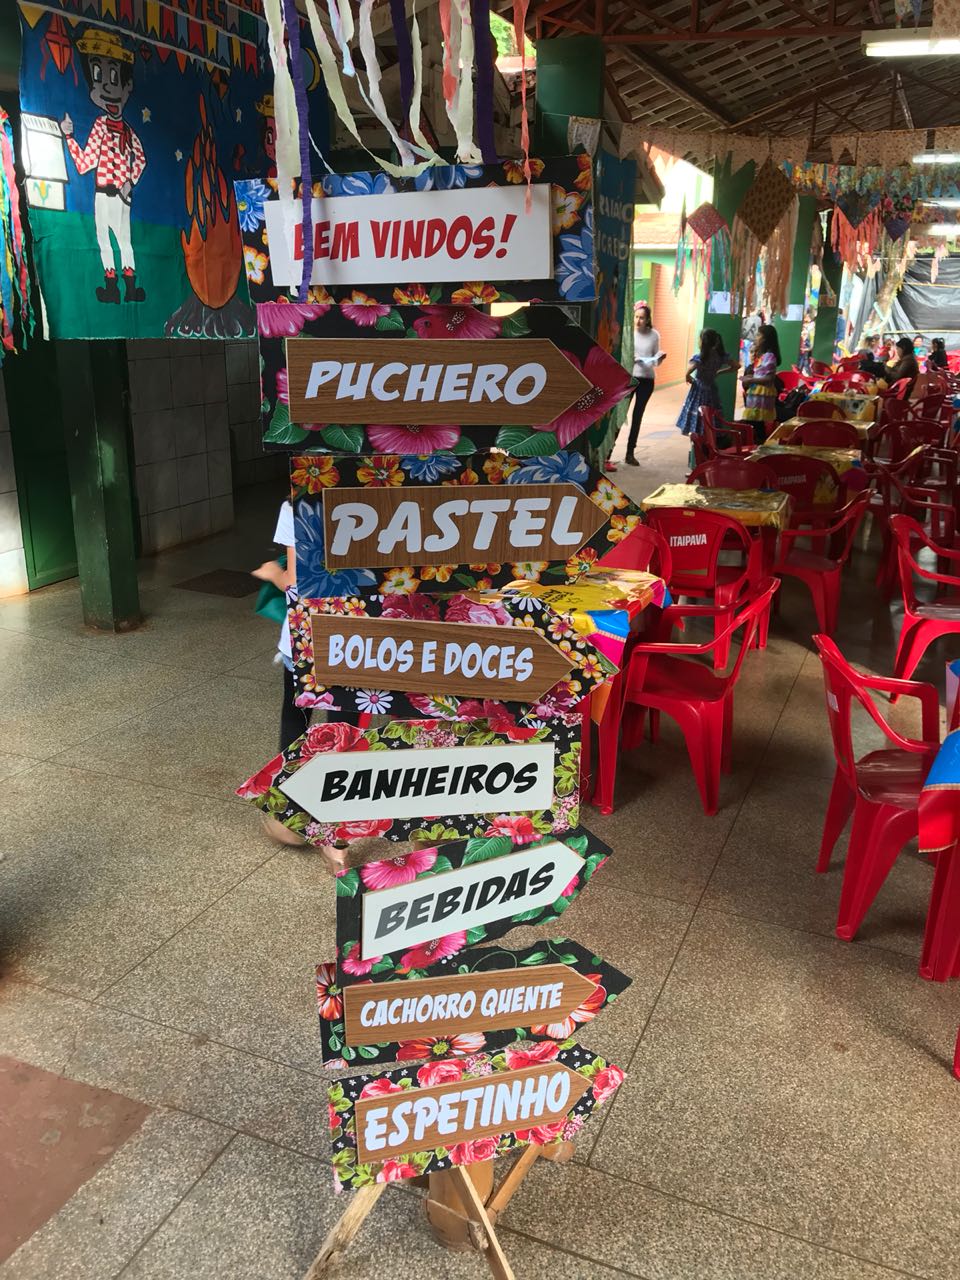 BEM VINDOS!
PUCHERO
PASTEL
BOLOS E DOCES
BANHEIROS
BEBIDAS
CACHORRO QUENTE
ESPETINHO
ITAIPAVA
ITAIPAVA